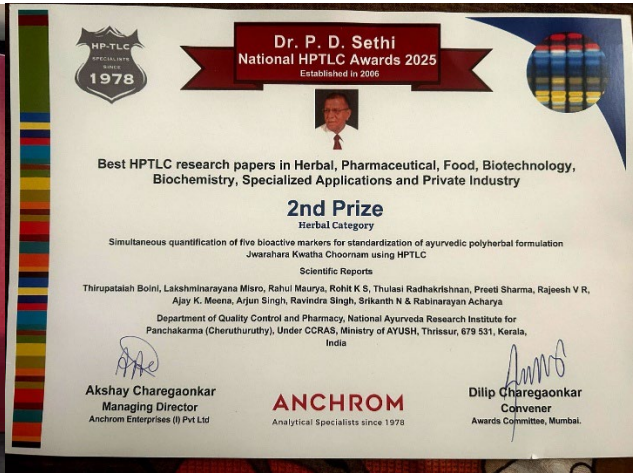 HP-TLC
SPECIALISTS
SINCE
1978
Dr. P. D. Sethi
National HPTLC Awards 2025
Established in 2006
Best HPTLC research papers in Herbal, Pharmaceutical, Food, Biotechnology,
Biochemistry, Specialized Applications and Private Industry
2nd Prize
Herbal Category
Simultaneous quantification of five bioactive markers for standardization of ayurvedic polyherbal formulation
Jwarahara Kwatha Choornam using HPTLC
Scientific Reports
Thirupataiah Boini, Lakshminarayana Misro, Rahul Maurya, Rohit K S, Thulasi Radhakrishnan, Preeti Sharma, Rajeesh V R,
Ajay K. Meena, Arjun Singh, Ravindra Singh, Srikanth N & Rabinarayan Acharya
Department of Quality Control and Pharmacy, National Ayurveda Research Institute for
Panchakarma (Cheruthuruthy), Under CCRAS, Ministry of AYUSH, Thrissur, 679 531, Kerala,
India
Akshay Charegaonkar
Managing Director
Anchrom Enterprises (I) Pvt Ltd
ANCHROM
Analytical Specialists since 1978
Dilip Charegaonkar
Convener
Awards Committee, Mumbai.